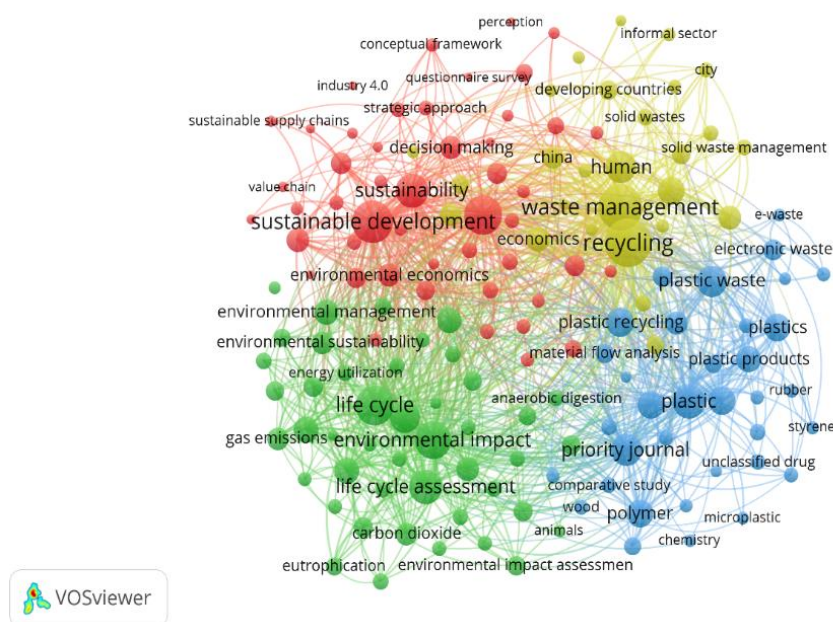 perception
informal sector
conceptual framework
city
questionnaire survey
industry 4.0
developing countries
strategic approach
sustainable supply chains
solid wastes
decision making
solid waste management
china
human
value chain
sustainability
waste management
e-waste
sustainable development
economics
recycling
electronic waste
environmental economics
plastic waste
environmental management
plastic recycling
plastics
environmental sustainability
material flow analysis
plastic products
energy utilization
rubber
anaerobic digestion
life cycle
plastic
styrene
gas emissions
environmental impact
priority journal
unclassified drug
life cycle assessment
comparative study
wood
polymer
microplastic
carbon dioxide
animals
chemistry
eutrophication
environmental impact assessmen
VOSviewer